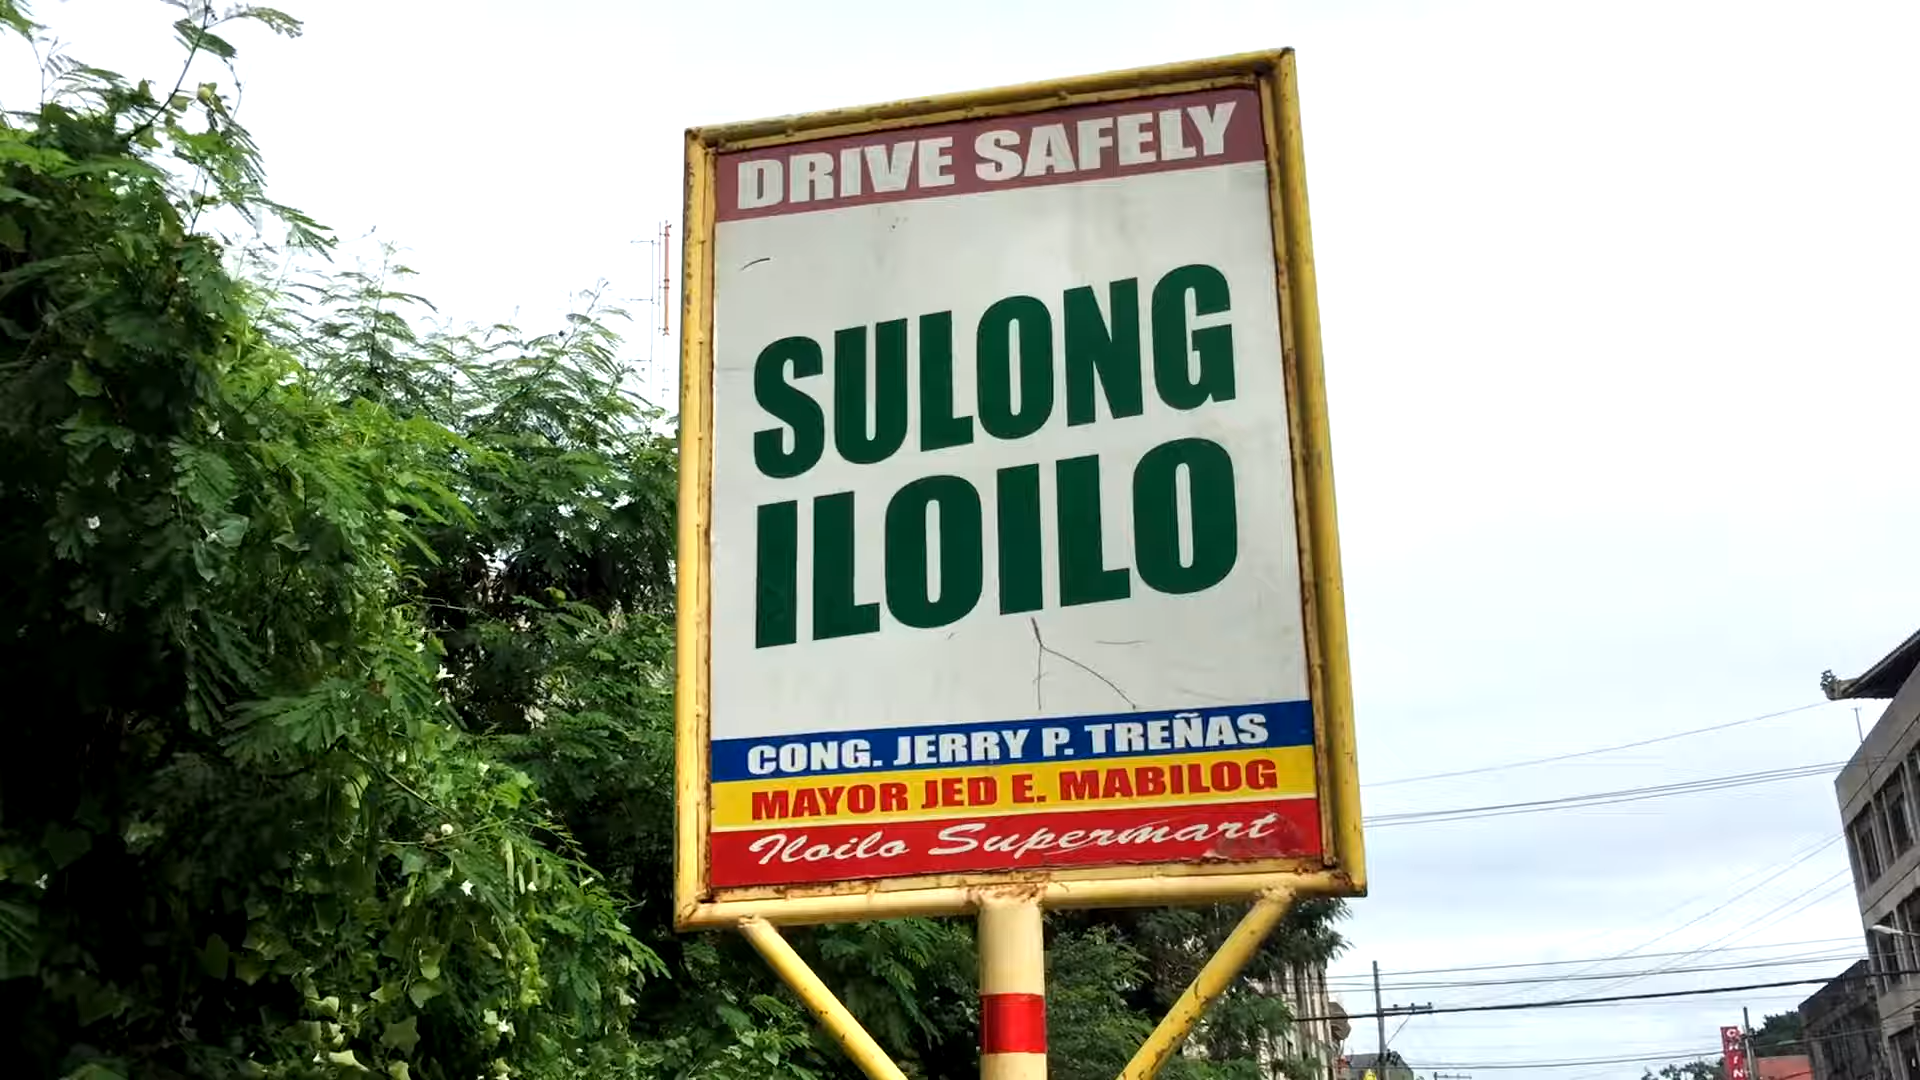 DRIVE SAFELY
SULONG
ILOILO
CONG. JERRY P. TREÑAS
MAYOR JED E. MABILOG
Iloilo Supermart